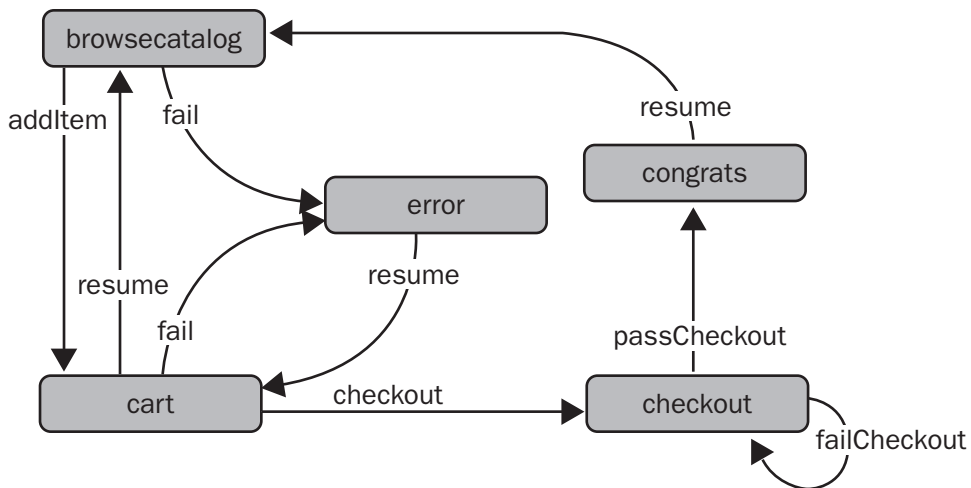 browsecatalog
addItem
fail
resume
congrats
error
resume
resume
fail
passCheckout
cart
checkout
checkout
failCheckout